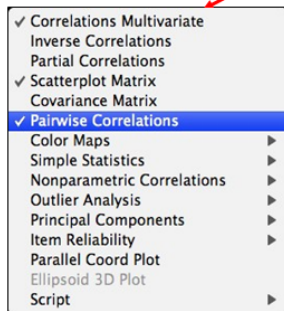 ✓ Correlations Multivariate
Inverse Correlations
Partial Correlations
✓ Scatterplot Matrix
Covariance Matrix
✓ Pairwise Correlations
Color Maps
Simple Statistics
Nonparametric Correlations
Outlier Analysis
Principal Components
Item Reliability
Parallel Coord Plot
Ellipsoid 3D Plot
Script